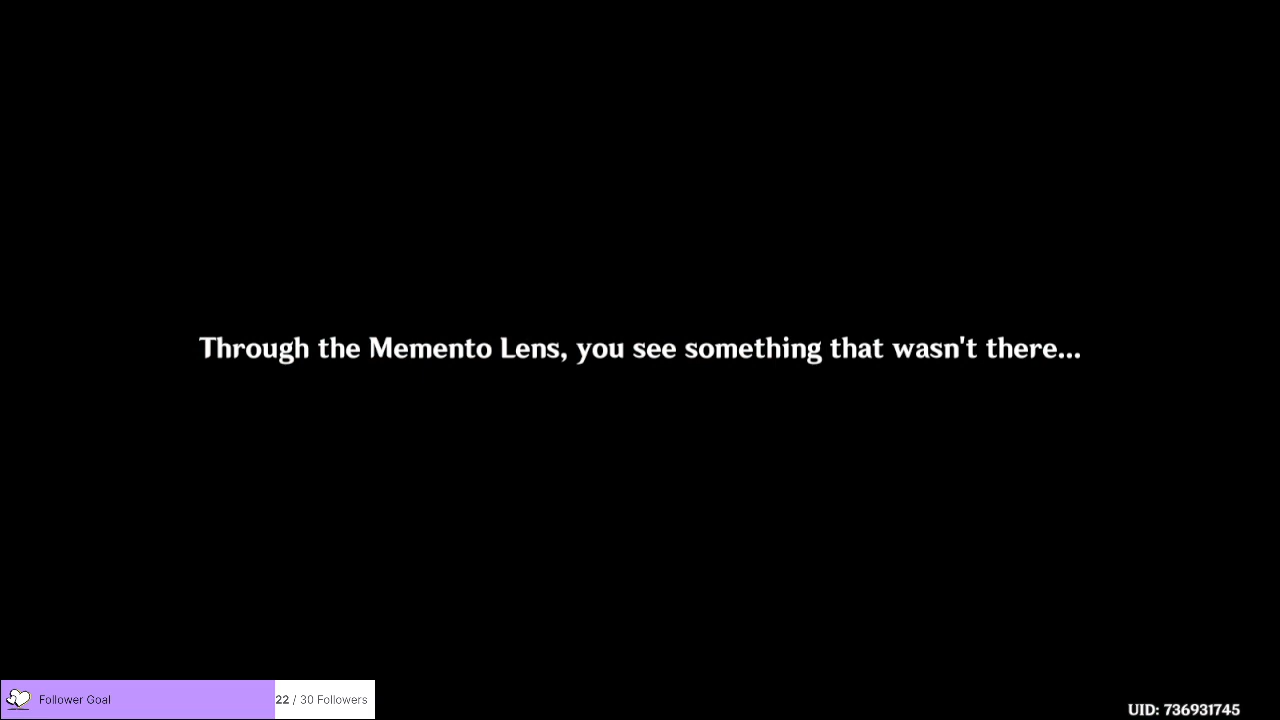 Through the Memento Lens, you see something that wasn't there...
Follower Goal
22 / 30 Followers
UID: 736931745